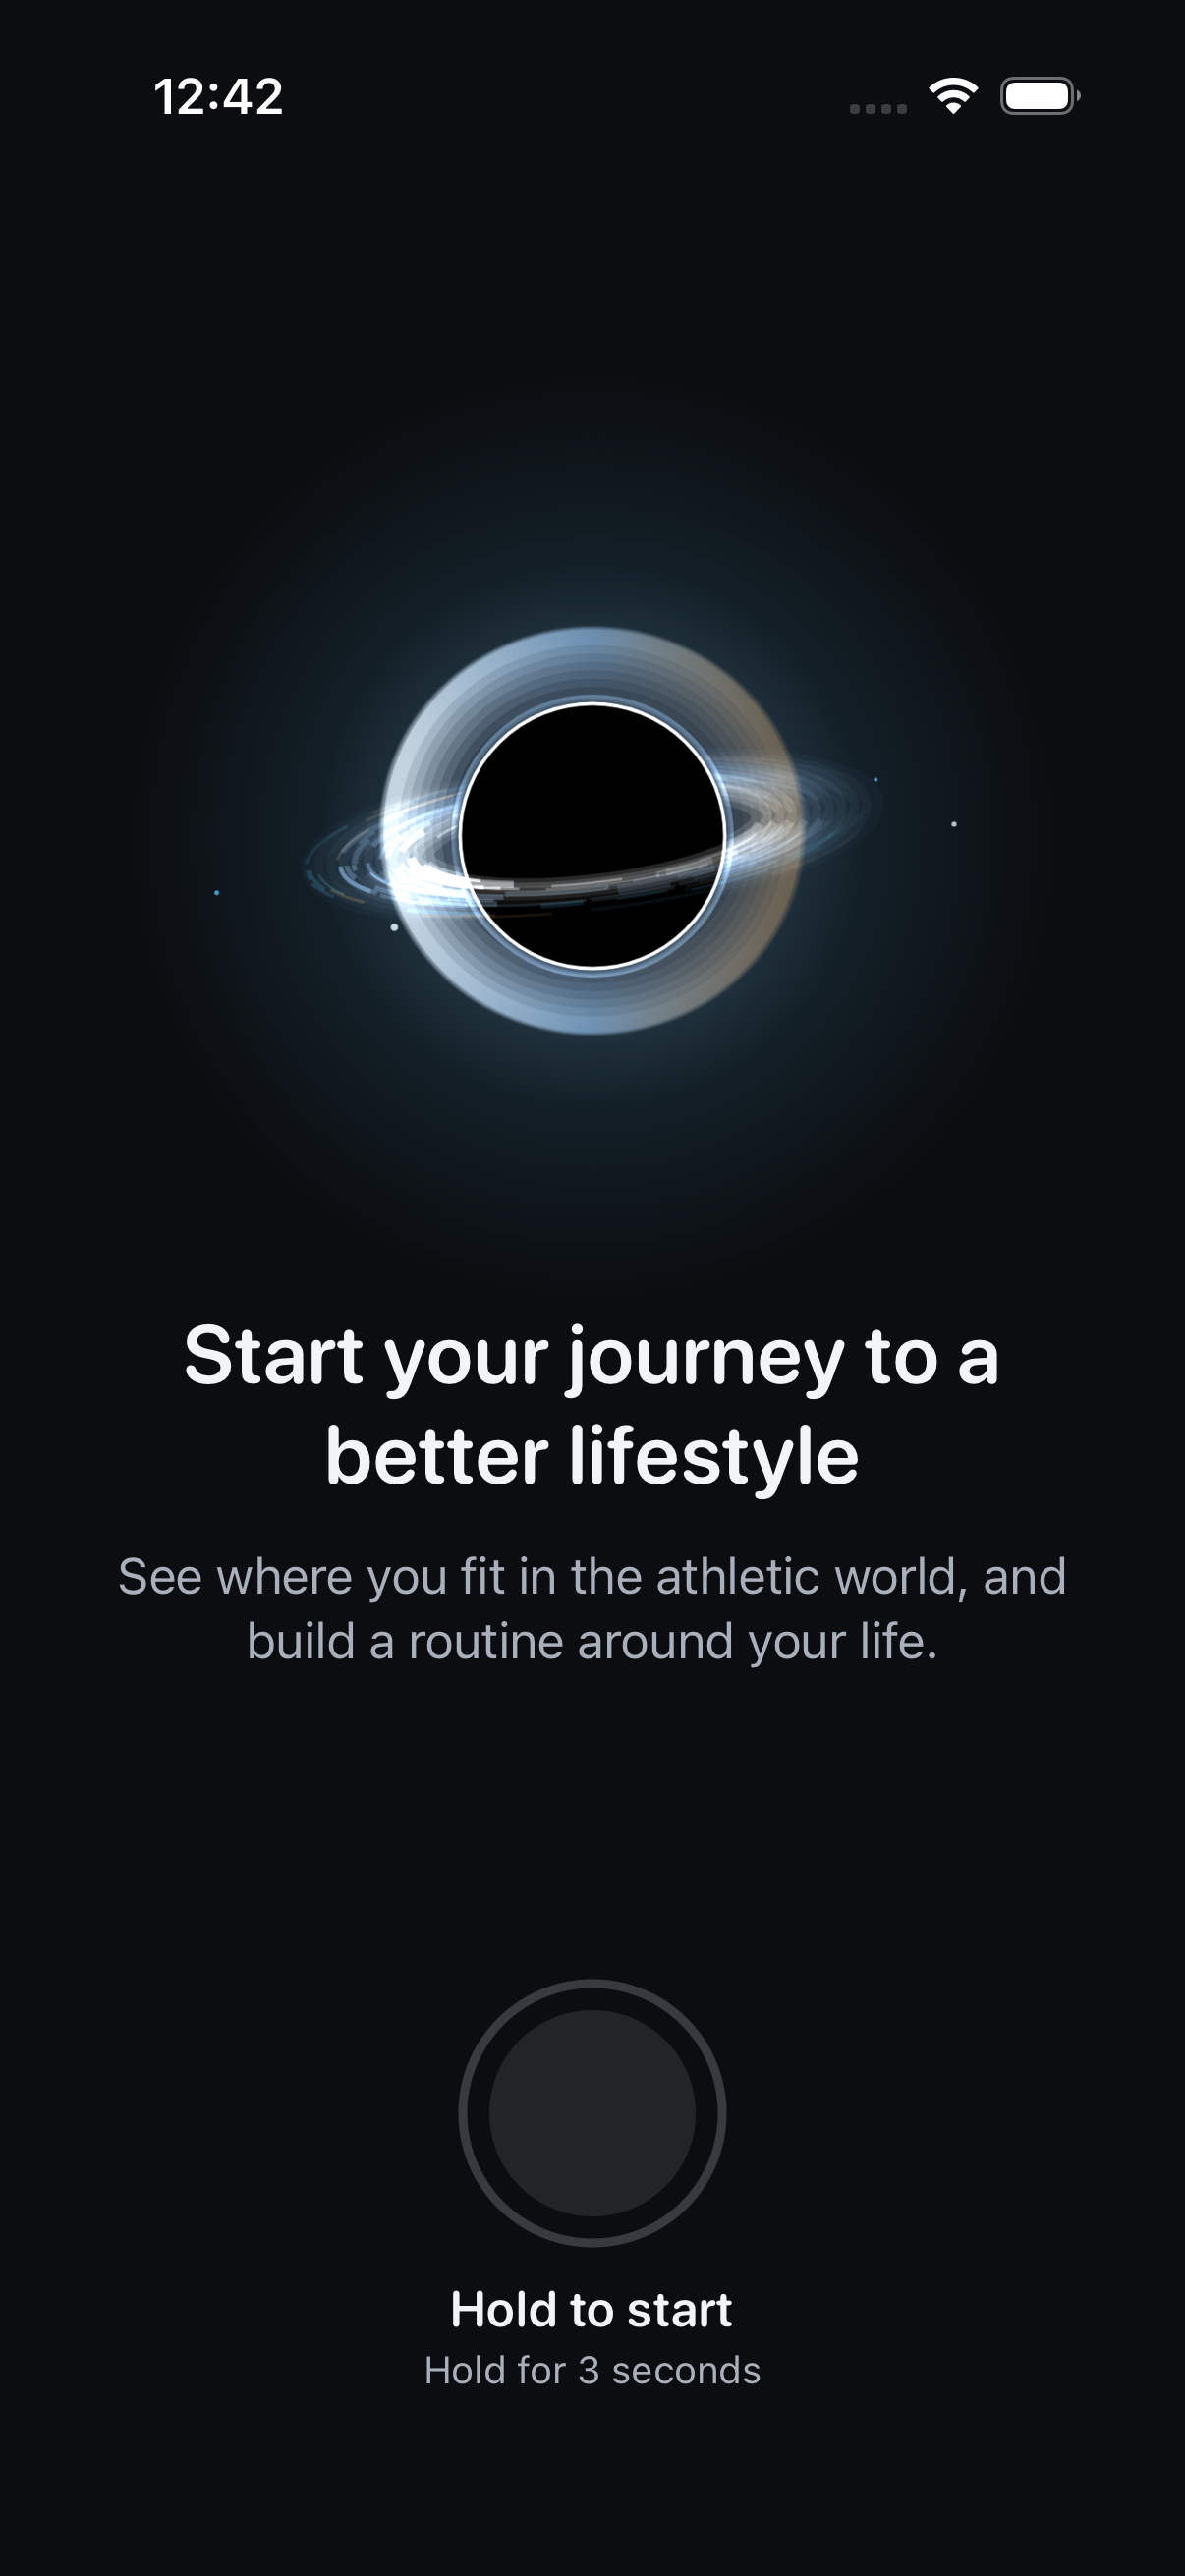 12:42
Start your journey to a
better lifestyle
See where you fit in the athletic world, and
build a routine around your life.
Hold to start
Hold for 3 seconds